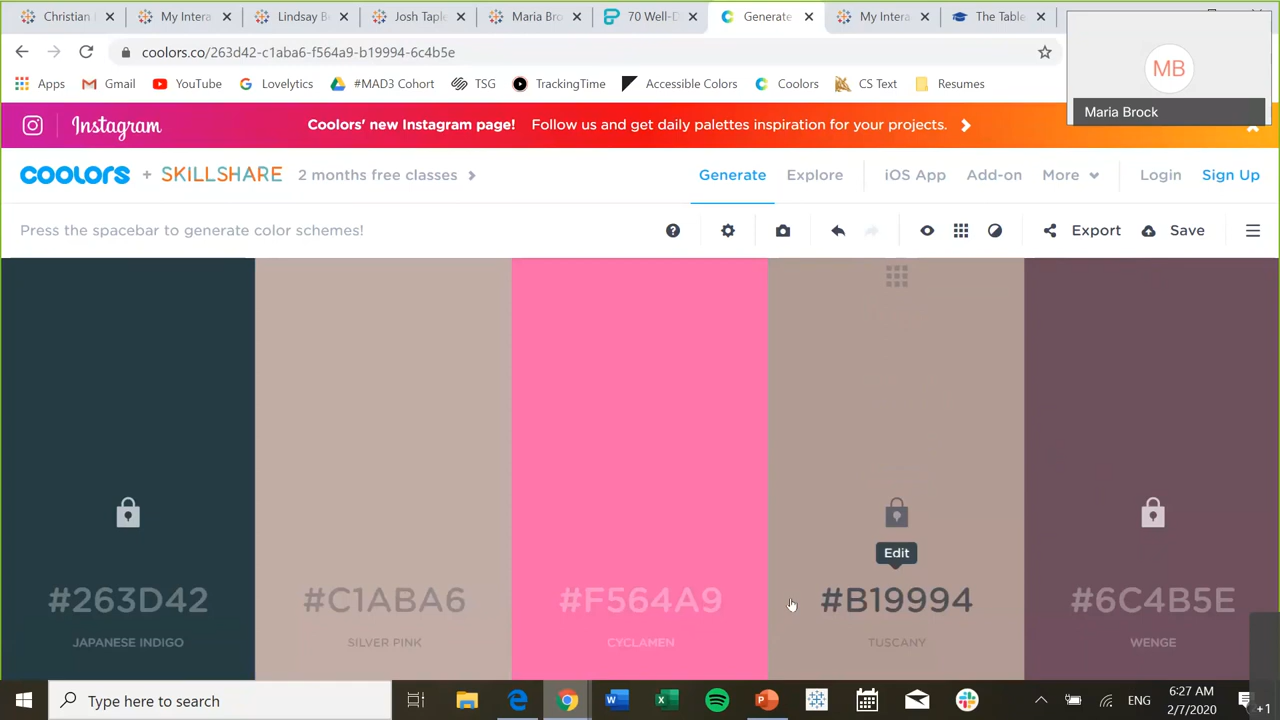 Christian
My Intera
Lindsay B
Josh Taple
Maria Bro
70 Well-D
Generate
My Intera
The Table
coolors.co/263d42-c1aba6-f564a9-b19994-6c4b5e
Apps
Gmail
YouTube
Lovelytics
#MAD3 Cohort
TSG
TrackingTime
Accessible Colors
Coolors
CS Text
Resumes
MB
Maria Brock
Instagram
Coolors' new Instagram page! Follow us and get daily palettes inspiration for your projects.
coolors + SKILLSHARE 2 months free classes
Generate
Explore
iOS App
Add-on
More
Login
Sign Up
Press the spacebar to generate color schemes!
Export
Save
Edit
#263D42
#C1ABA6
#F564A9
#B19994
#6C4B5E
JAPANESE INDIGO
SILVER PINK
CYCLAMEN
TUSCANY
WENGE
Type here to search
ENG
6:27 AM
2/7/2020
+1